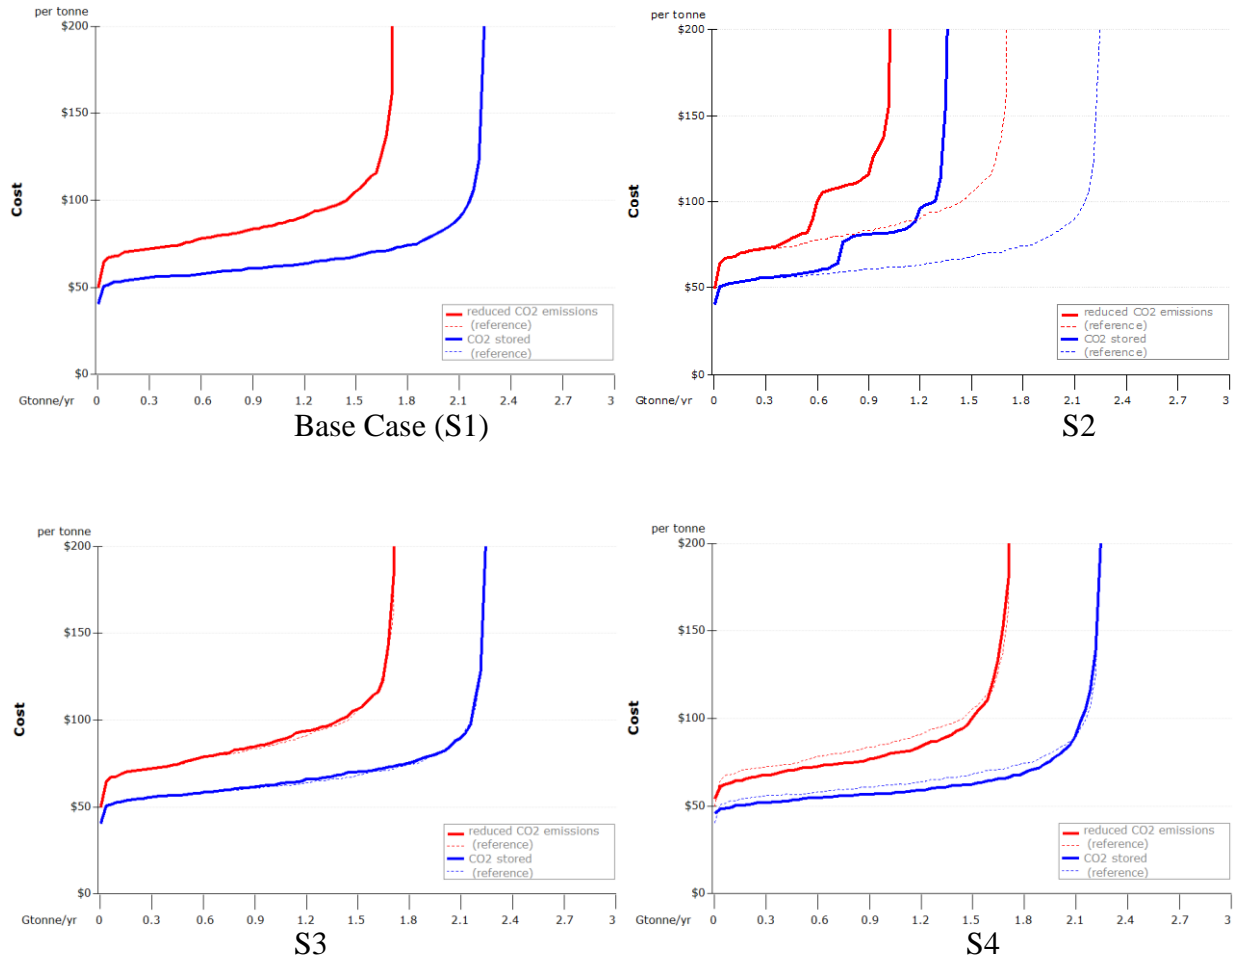 per tonne
$200
$150
$100
$50
$0
Cost
reduced CO2 emissions
(reference)
CO2 stored
(reference)
Gtonne/yr 0 0.3 0.6 0.9 1.2 1.5 1.8 2.1 2.4 2.7 3
Base Case (S1)
per tonne
$200
$150
$100
$50
$0
Cost
reduced CO2 emissions
(reference)
CO2 stored
(reference)
Gtonne/yr 0 0.3 0.6 0.9 1.2 1.5 1.8 2.1 2.4 2.7 3
S2
per tonne
$200
$150
$100
$50
$0
Cost
reduced CO2 emissions
(reference)
CO2 stored
(reference)
Gtonne/yr 0 0.3 0.6 0.9 1.2 1.5 1.8 2.1 2.4 2.7 3
S3
per tonne
$200
$150
$100
$50
$0
Cost
reduced CO2 emissions
(reference)
CO2 stored
(reference)
Gtonne/yr 0 0.3 0.6 0.9 1.2 1.5 1.8 2.1 2.4 2.7 3
S4